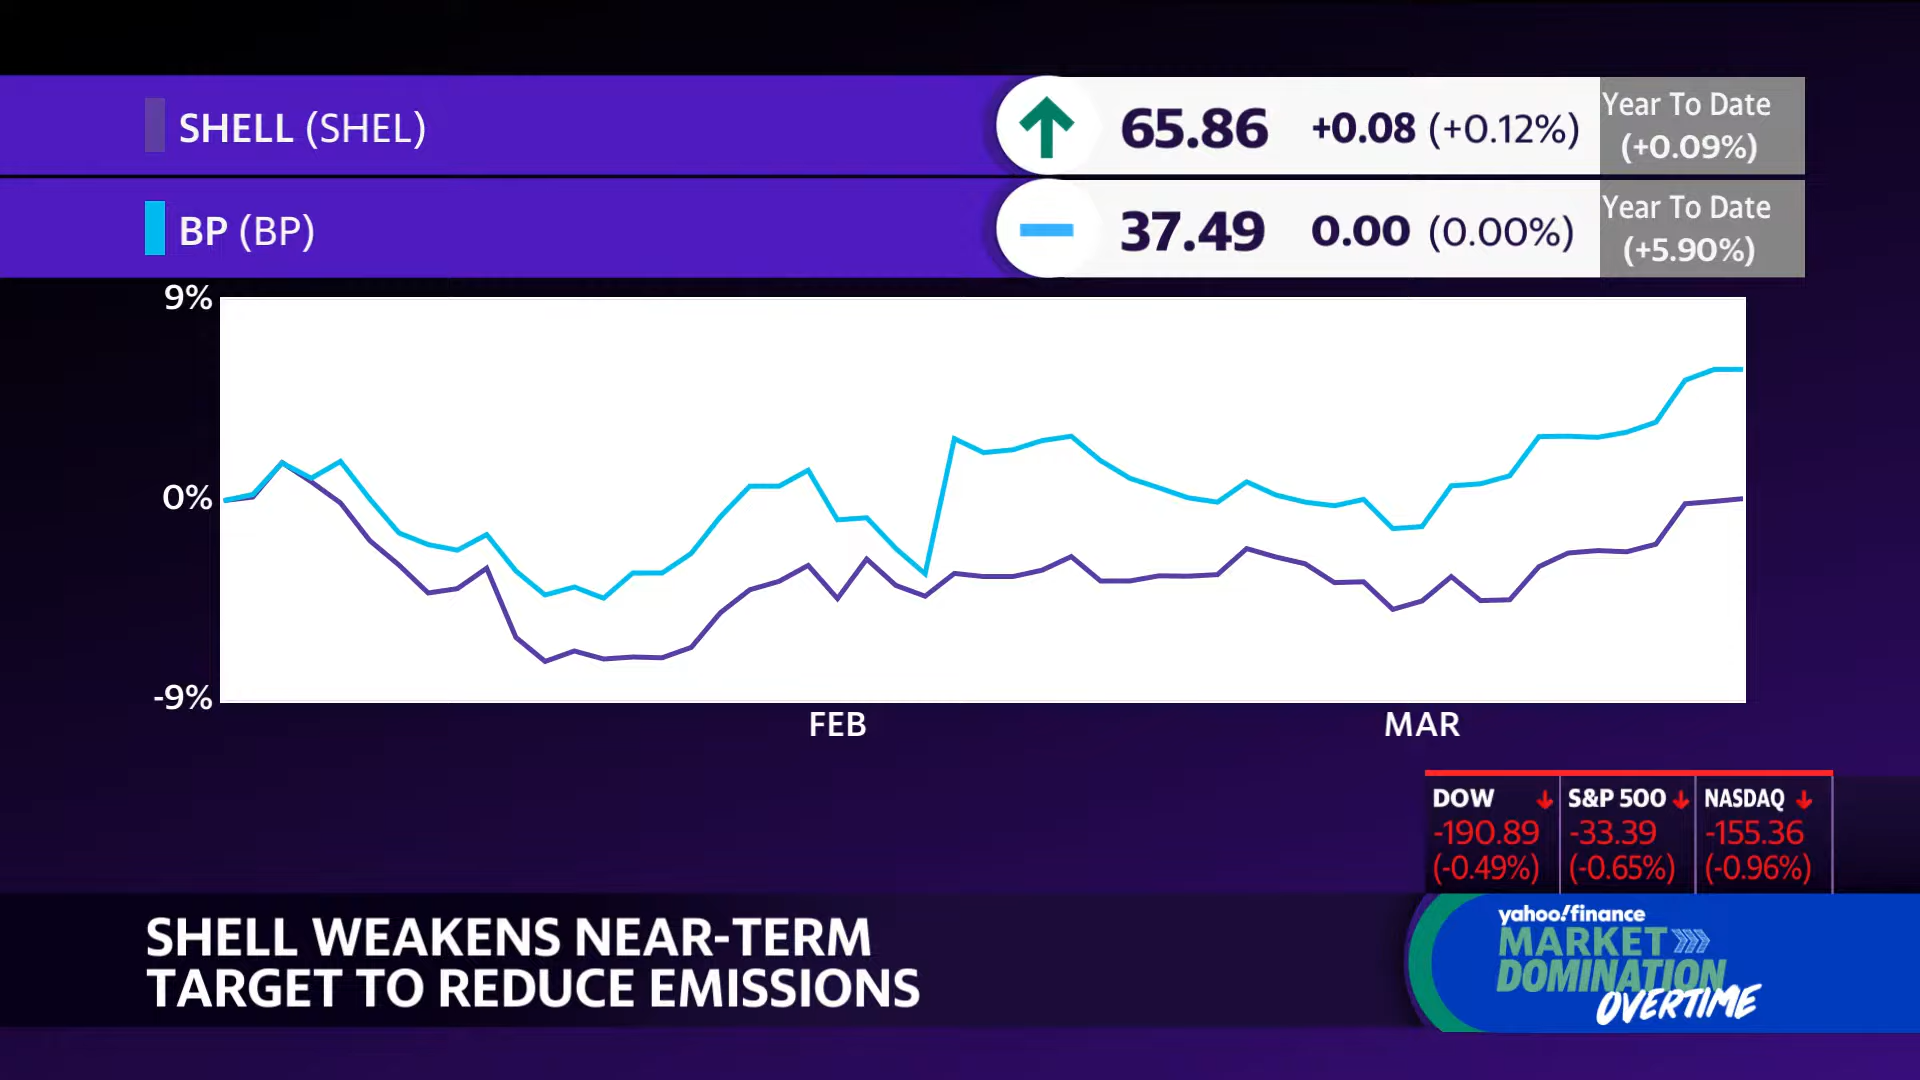 SHELL (SHEL) 65.86 +0.08 (+0.12%) Year To Date
(+0.09%)
BP (BP) 37.49 0.00 (0.00%) Year To Date
(+5.90%)
9%
0%
-9%
FEB MAR
DOW S&P 500 NASDAQ
-190.89 -33.39 -155.36
(-0.49%) (-0.65%) (-0.96%)
SHELL WEAKENS NEAR-TERM
TARGET TO REDUCE EMISSIONS
yahoo!finance
MARKET
DOMINATION
OVERTIME